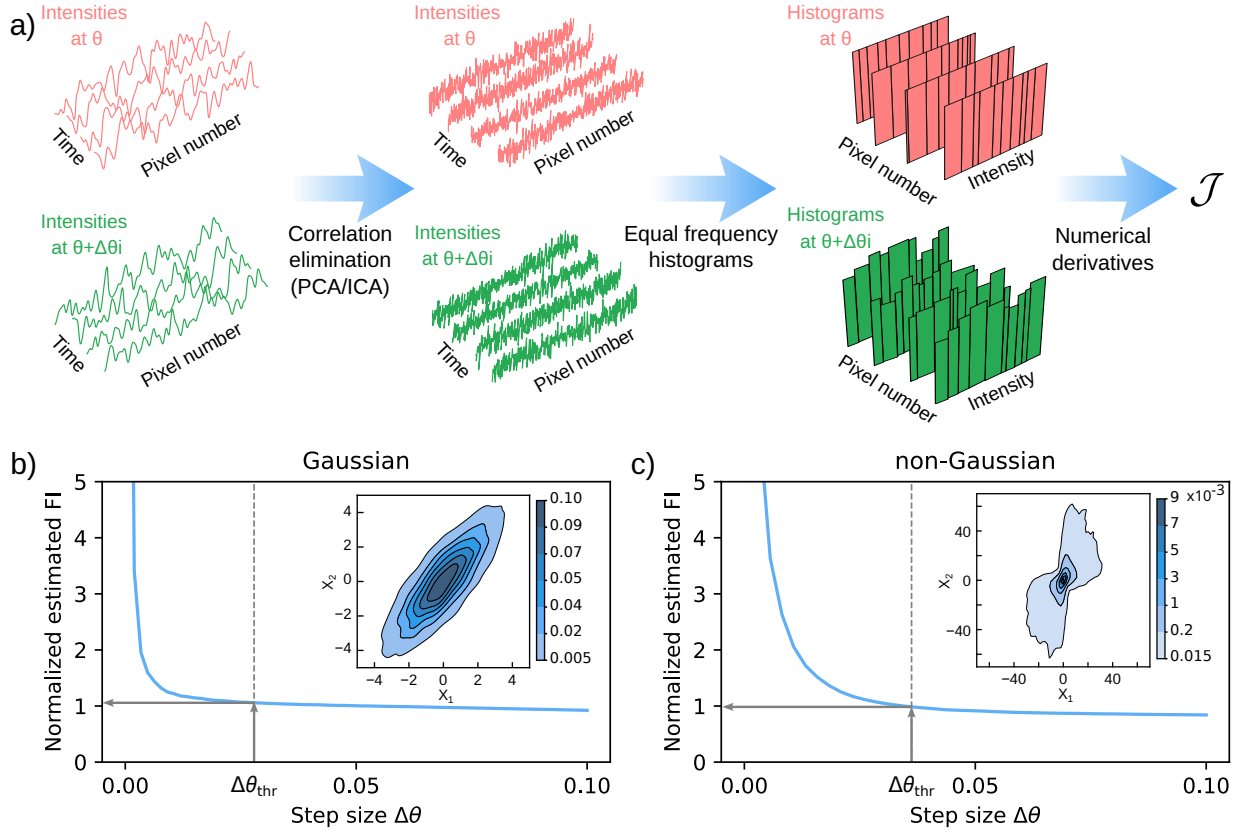 a)
Intensities
at θ
Time
Pixel number
Intensities
at θ
Time
Pixel number
Histograms
at θ
Pixel number
Intensity
Intensities
at θ+Δθi
Time
Pixel number
Correlation
elimination
(PCA/ICA)
Intensities
at θ+Δθi
Time
Pixel number
Equal frequency
histograms
Histograms
at θ+Δθi
Pixel number
Intensity
Numerical
derivatives
𝒥
b)
Gaussian
Normalized estimated FI
5
4
3
2
1
0
0.00
Δθthr
0.05
0.10
Step size Δθ
X2
4
2
0
−2
−4
−4
−2
0
2
4
X1
0.10
0.09
0.07
0.05
0.04
0.02
0.005
c)
non-Gaussian
Normalized estimated FI
5
4
3
2
1
0
0.00
Δθthr
0.05
0.10
Step size Δθ
X2
40
0
−40
−40
0
40
X1
9 x10-3
7
5
3
1
0.2
0.015